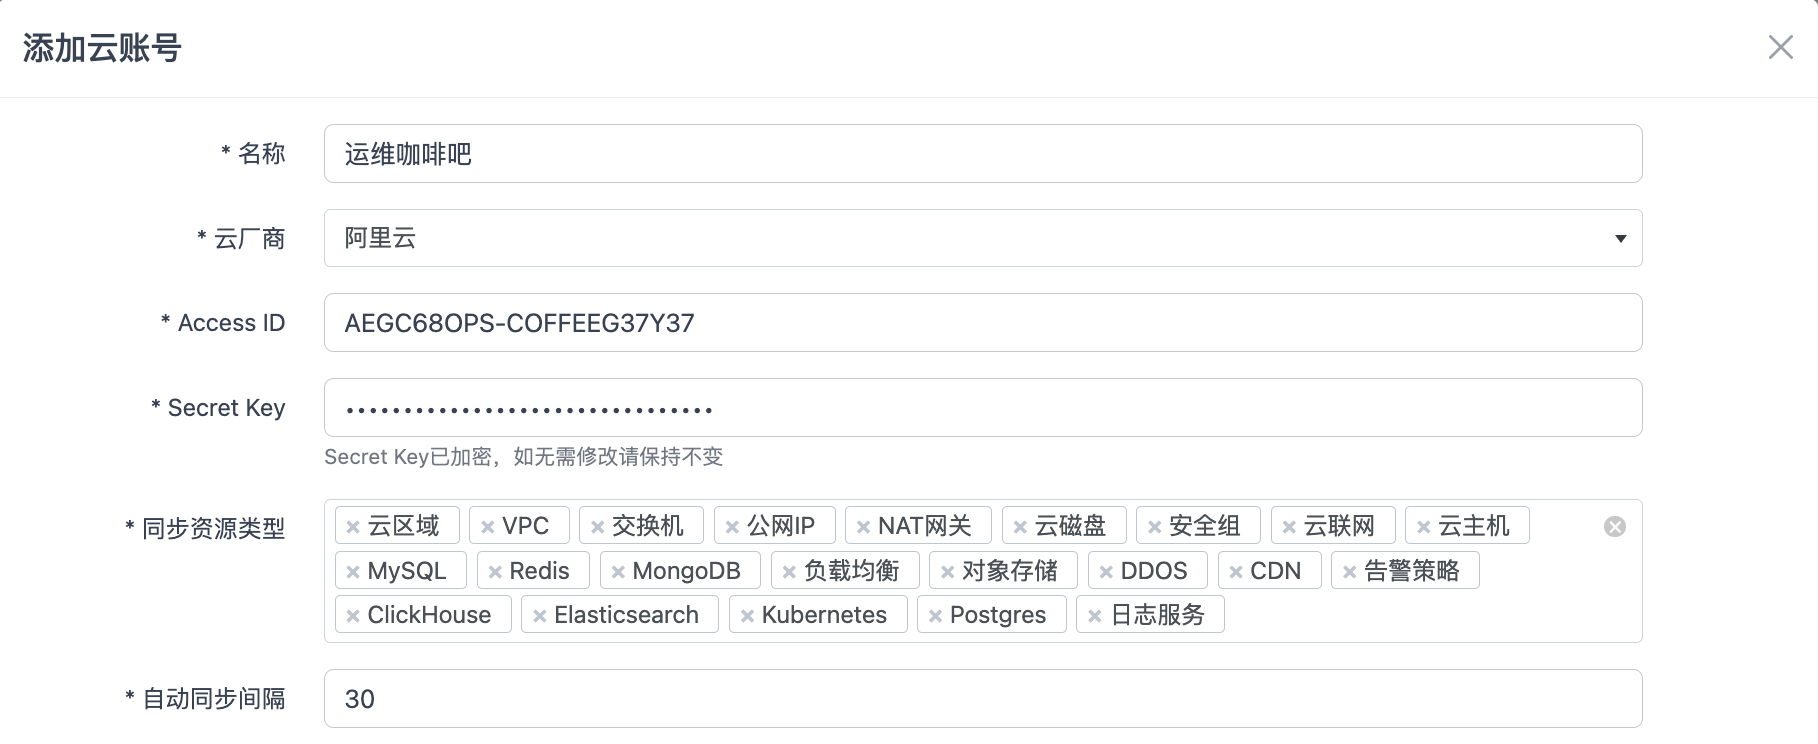 添加云账号
* 名称 运维咖啡吧
* 云厂商 阿里云
* Access ID AEGC68OPS-COFFEEG37Y37
* Secret Key ••••••••••••••••••••••••••••••••
Secret Key已加密，如无需修改请保持不变
* 同步资源类型 × 云区域 × VPC × 交换机 × 公网IP × NAT网关 × 云磁盘 × 安全组 × 云联网 × 云主机
× MySQL × Redis × MongoDB × 负载均衡 × 对象存储 × DDOS × CDN × 告警策略
× ClickHouse × Elasticsearch × Kubernetes × Postgres × 日志服务
* 自动同步间隔 30